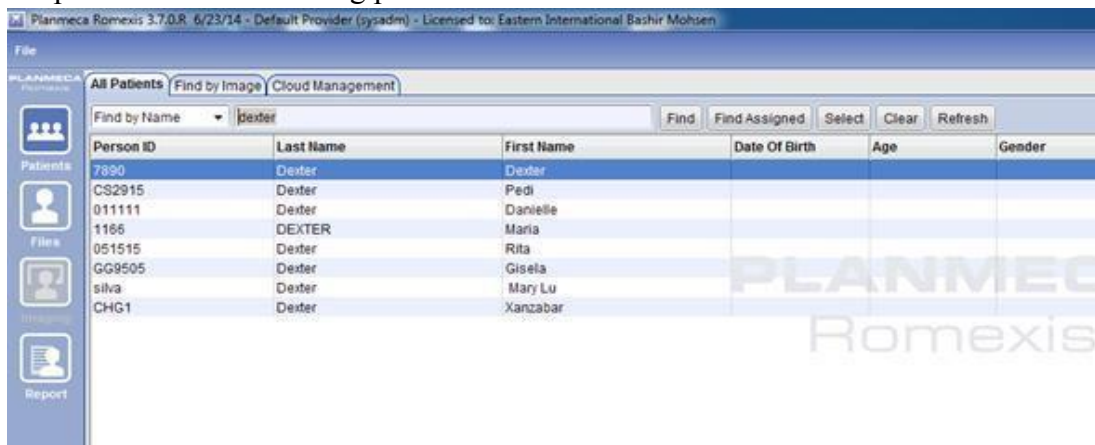 Planmeca Romexis 3.7.0.R 6/23/14 - Default Provider (sysadm) - Licensed to: Eastern International Bashir Mohsen
File
PLANMECA
Romexis
All Patients Find by Image Cloud Management
Find by Name dexter Find Find Assigned Select Clear Refresh
Person ID Last Name First Name Date Of Birth Age Gender
7890 Dexter Dexter
CS2915 Dexter Pedi
011111 Dexter Danielle
1166 DEXTER Maria
051515 Dexter Rita
GG9505 Dexter Gisela
silva Dexter Mary Lu
CHG1 Dexter Xanzabar
Patients
Files
Imaging
Report
PLANMEC
Romexis